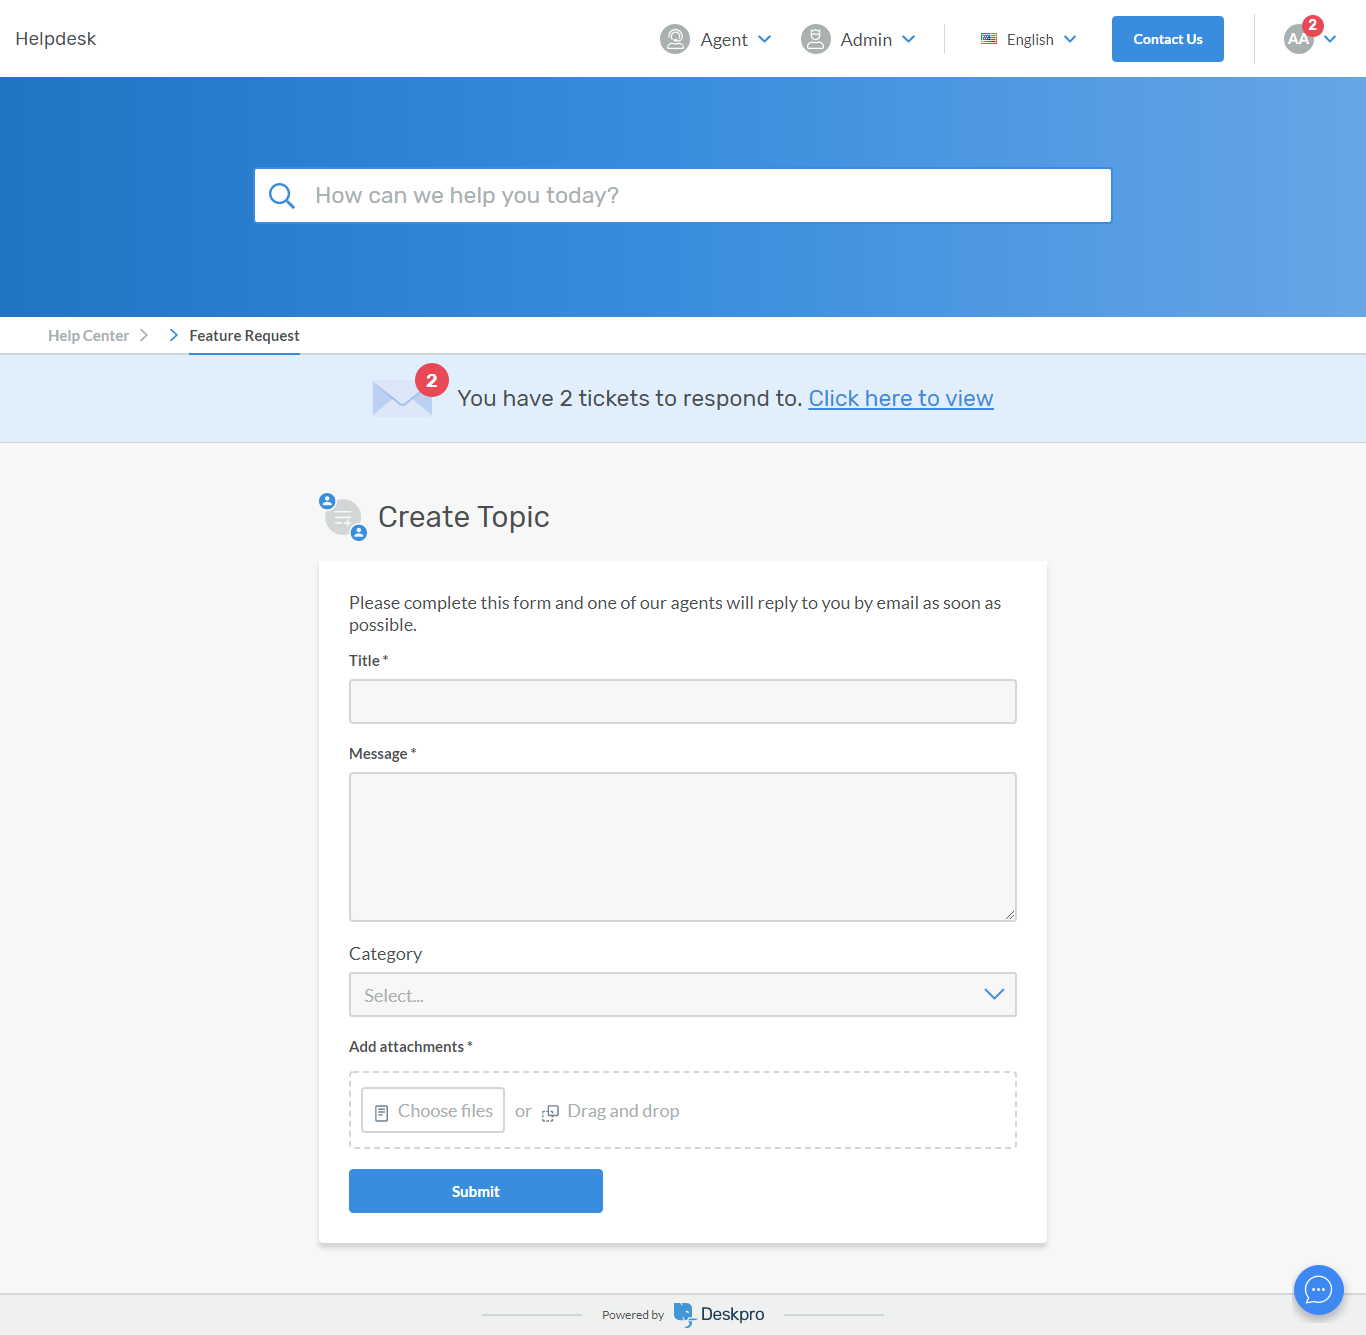 Helpdesk
Agent
Admin
English
Contact Us
AA
2
How can we help you today?
Help Center
Feature Request
2
You have 2 tickets to respond to. Click here to view
Create Topic
Please complete this form and one of our agents will reply to you by email as soon as
possible.
Title *
Message *
Category
Select...
Add attachments *
Choose files or Drag and drop
Submit
Powered by Deskpro